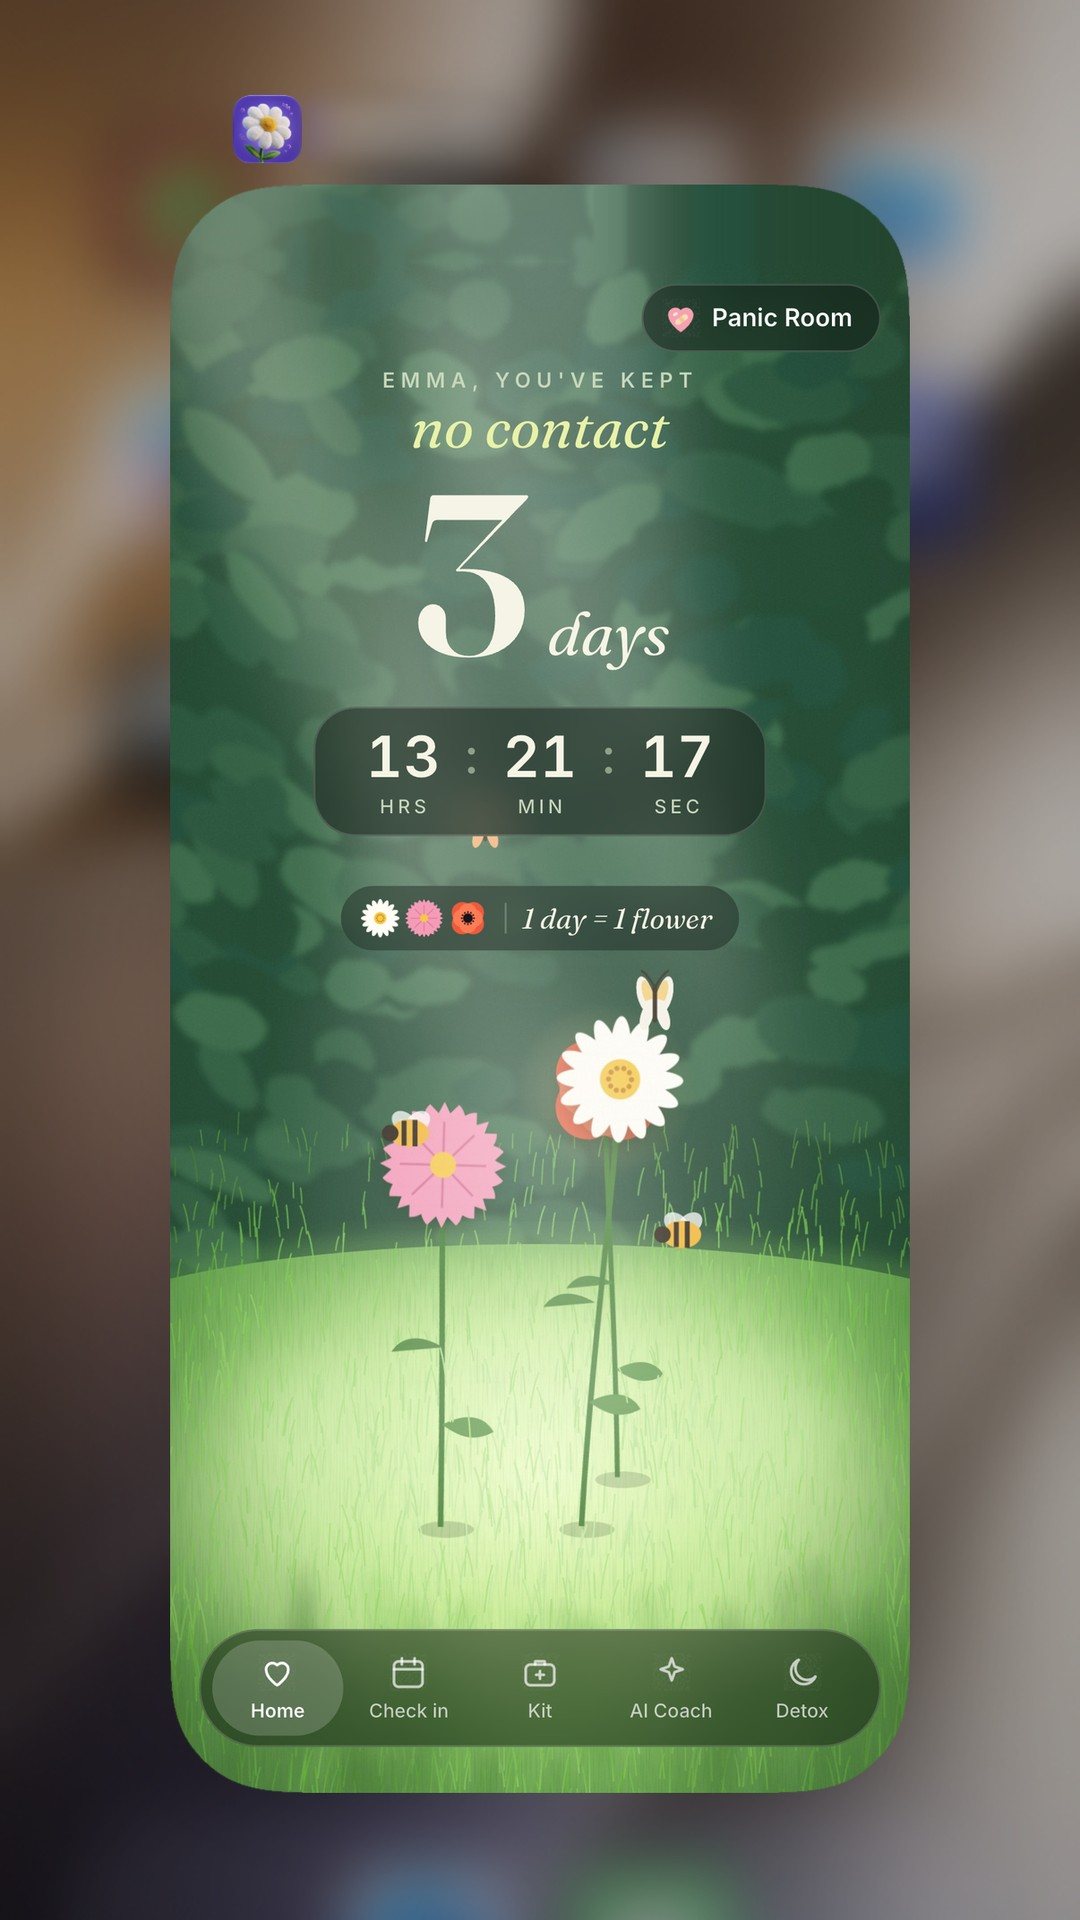 Panic Room
EMMA, YOU'VE KEPT
no contact
3 days
13 : 21 : 17
HRS MIN SEC
1 day = 1 flower
Home Check in Kit AI Coach Detox